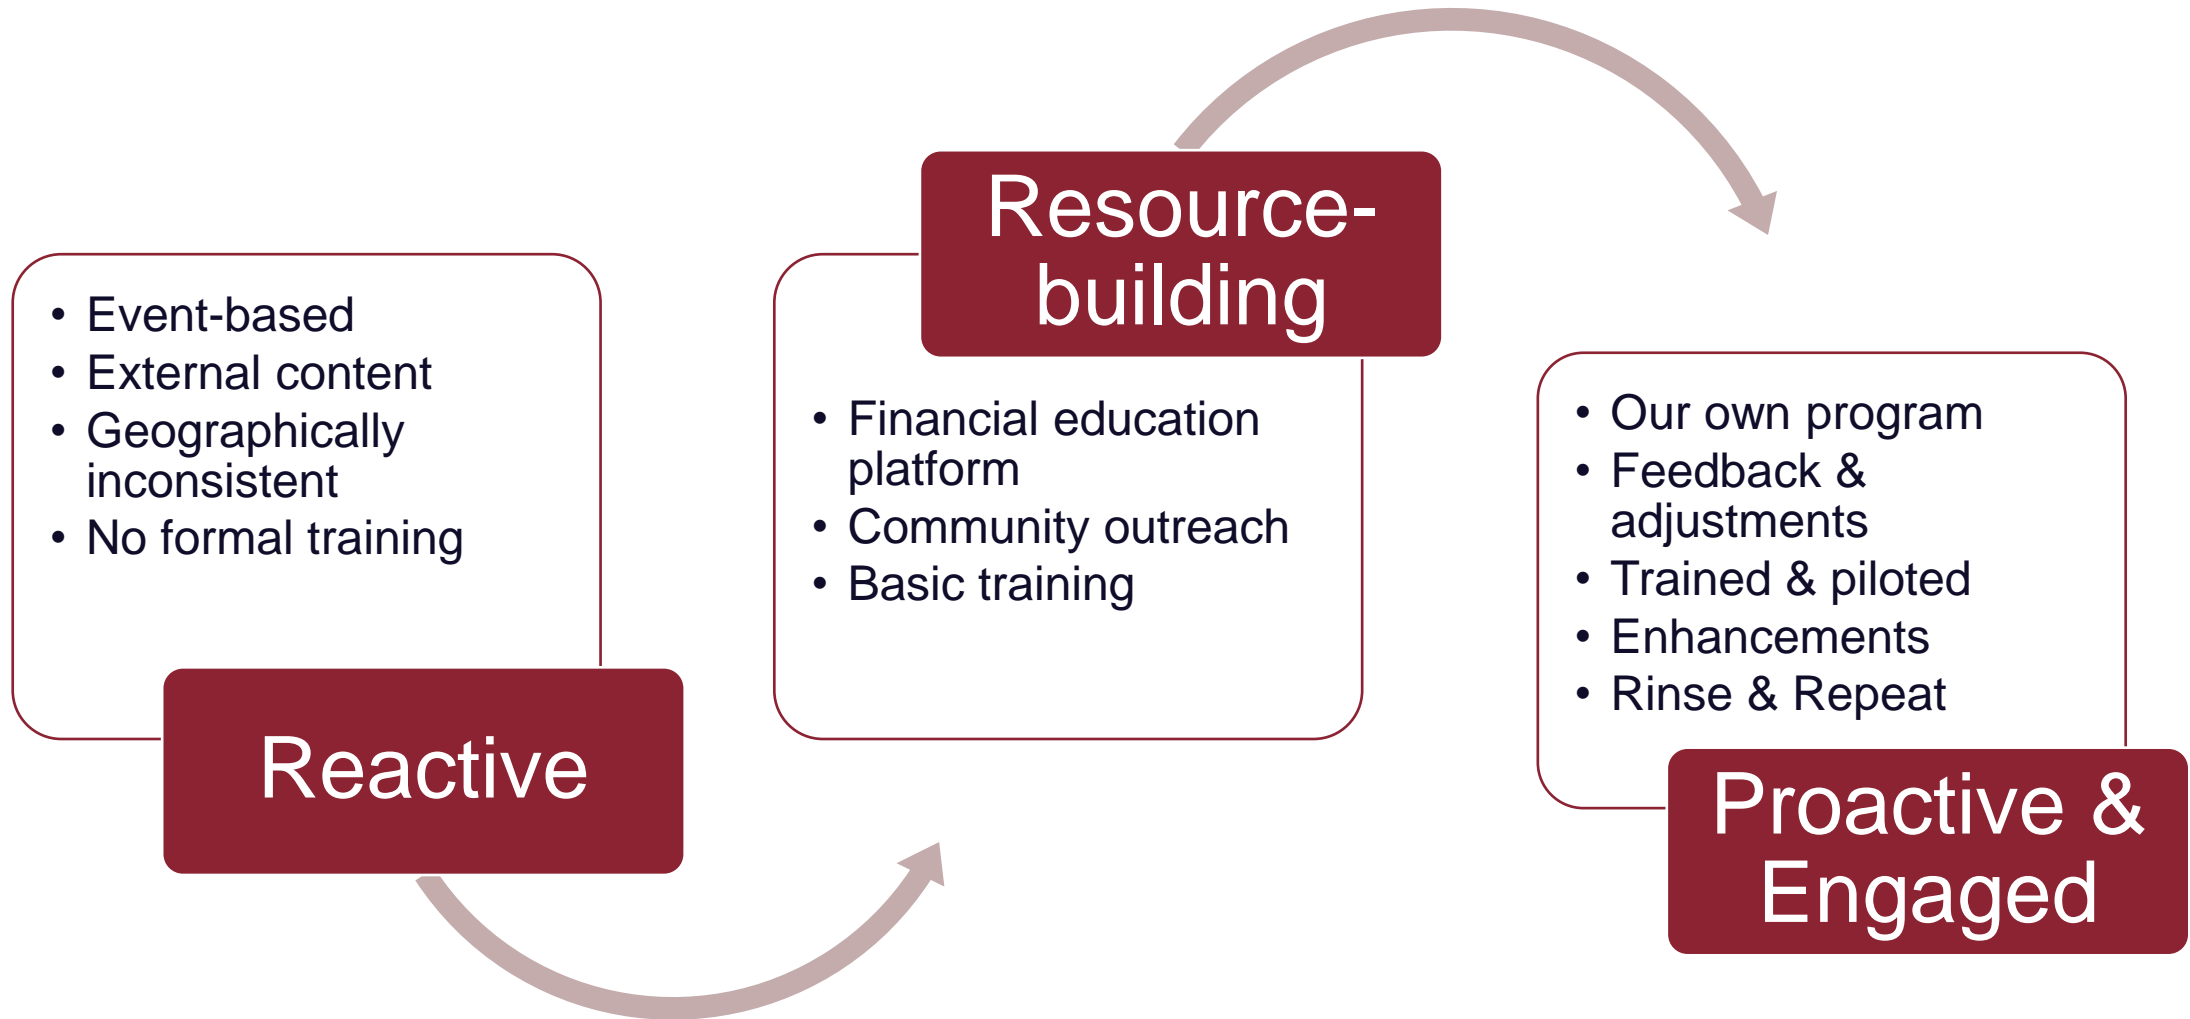 • Event-based
• External content
• Geographically
inconsistent
• No formal training
Reactive
Resource-
building
• Financial education
platform
• Community outreach
• Basic training
• Our own program
• Feedback &
adjustments
• Trained & piloted
• Enhancements
• Rinse & Repeat
Proactive &
Engaged